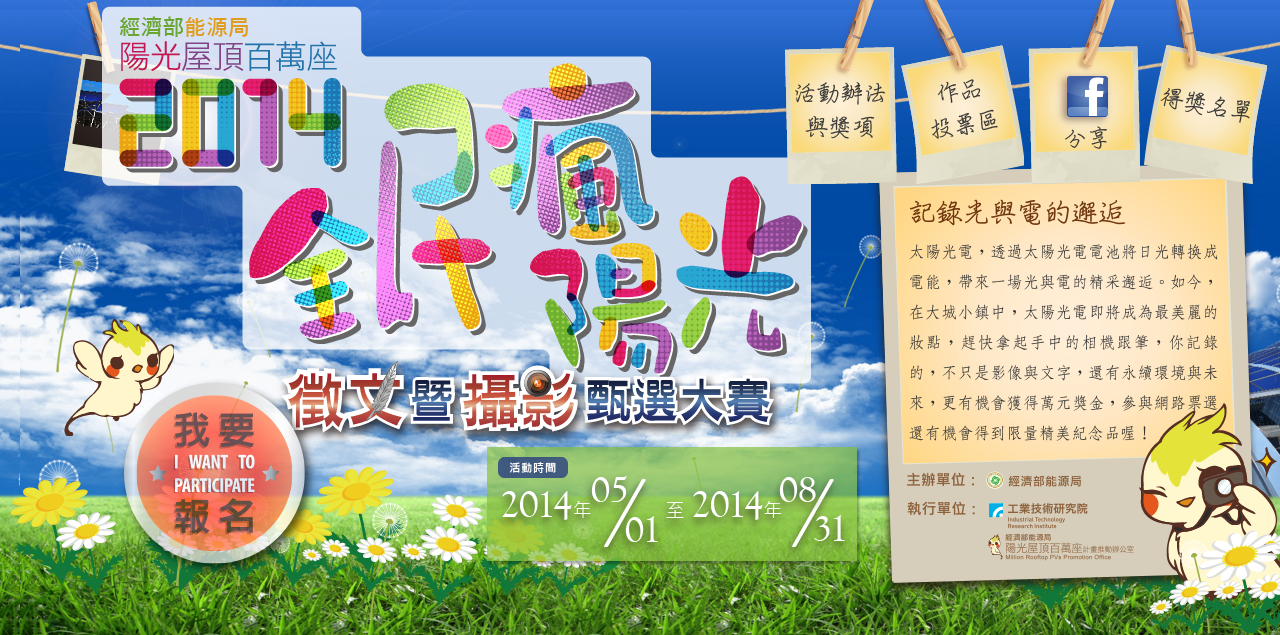 經濟部能源局
陽光屋頂百萬座
2014
針瘋陽光
徵文暨攝影甄選大賽
我要
I WANT TO
PARTICIPATE
報名
活動時間
2014年05/01至2014年08/31
活動辦法
與獎項
作品
投票區
f
分享
得獎名單
記錄光與電的邂逅
太陽光電，透過太陽光電電池將日光轉換成
電能，帶來一場光與電的精采邂逅。如今，
在大城小鎮中，太陽光電即將成為最美麗的
妝點，趕快拿起手中的相機跟筆，你記錄
的，不只是影像與文字，還有永續環境與未
來，更有機會獲得萬元獎金，參與網路票選
還有機會得到限量精美紀念品喔！
主辦單位：經濟部能源局
執行單位：工業技術研究院
Industrial Technology
Research Institute
經濟部能源局
陽光屋頂百萬座計畫推動辦公室
Million Rooftop PVs Promotion Office